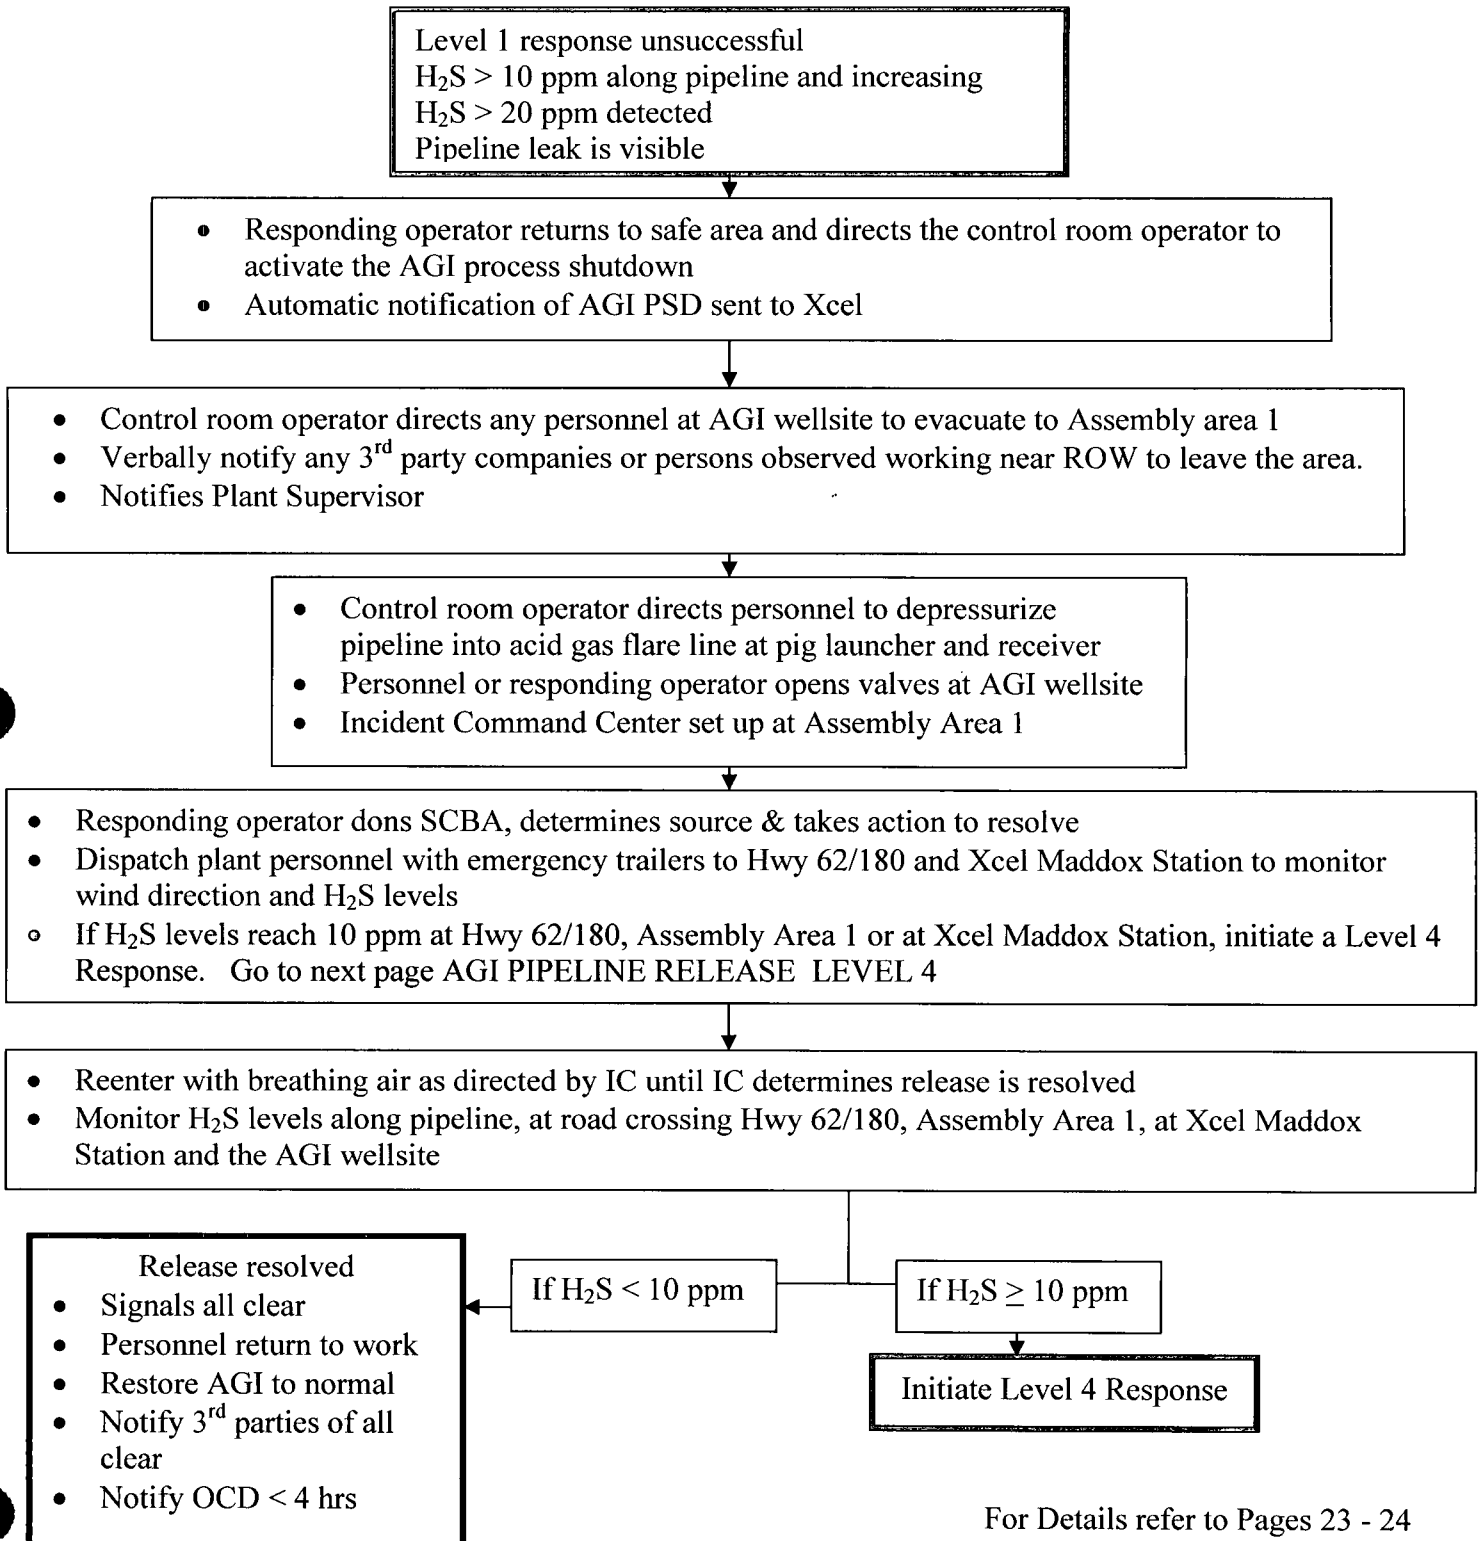 Level 1 response unsuccessful
H₂S > 10 ppm along pipeline and increasing
H₂S > 20 ppm detected
Pipeline leak is visible
• Responding operator returns to safe area and directs the control room operator to
activate the AGI process shutdown
• Automatic notification of AGI PSD sent to Xcel
• Control room operator directs any personnel at AGI wellsite to evacuate to Assembly area 1
• Verbally notify any 3rd party companies or persons observed working near ROW to leave the area.
• Notifies Plant Supervisor
• Control room operator directs personnel to depressurize
pipeline into acid gas flare line at pig launcher and receiver
• Personnel or responding operator opens valves at AGI wellsite
• Incident Command Center set up at Assembly Area 1
• Responding operator dons SCBA, determines source & takes action to resolve
• Dispatch plant personnel with emergency trailers to Hwy 62/180 and Xcel Maddox Station to monitor
wind direction and H₂S levels
• If H₂S levels reach 10 ppm at Hwy 62/180, Assembly Area 1 or at Xcel Maddox Station, initiate a Level 4
Response. Go to next page AGI PIPELINE RELEASE LEVEL 4
• Reenter with breathing air as directed by IC until IC determines release is resolved
• Monitor H₂S levels along pipeline, at road crossing Hwy 62/180, Assembly Area 1, at Xcel Maddox
Station and the AGI wellsite
If H₂S < 10 ppm
If H₂S ≥ 10 ppm
Release resolved
• Signals all clear
• Personnel return to work
• Restore AGI to normal
• Notify 3rd parties of all
clear
• Notify OCD < 4 hrs
Initiate Level 4 Response
For Details refer to Pages 23 - 24